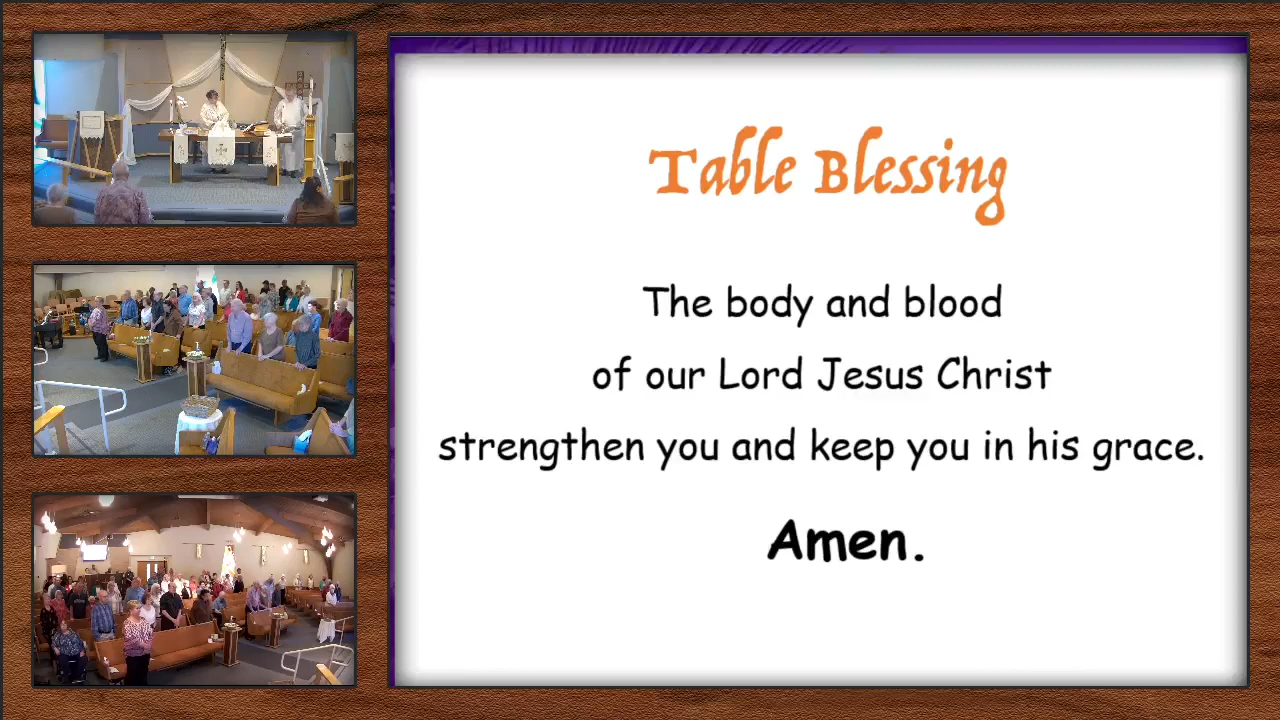 Table Blessing
The body and blood
of our Lord Jesus Christ
strengthen you and keep you in his grace.
Amen.